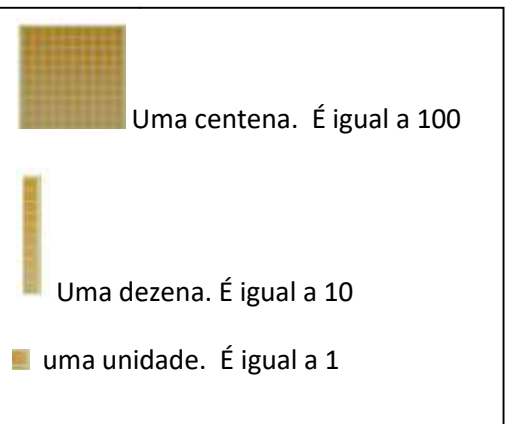 Uma centena. É igual a 100
Uma dezena. É igual a 10
uma unidade. É igual a 1